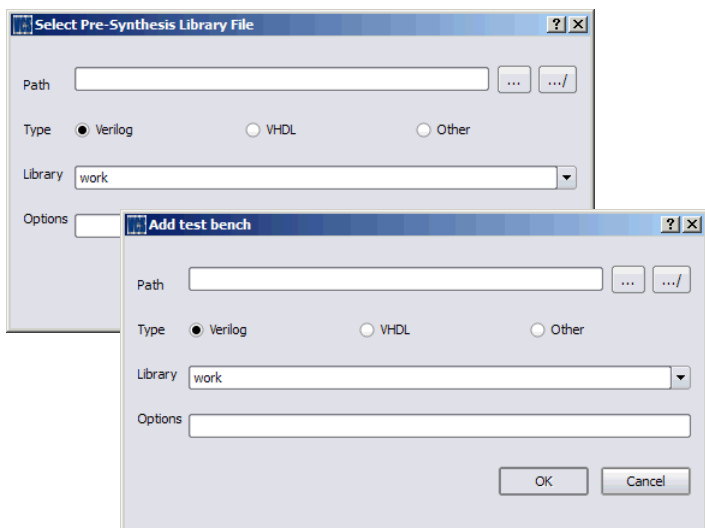 Select Pre-Synthesis Library File
Path ... .../
Type Verilog VHDL Other
Library work
Options
Add test bench
Path ... .../
Type Verilog VHDL Other
Library work
Options
OK Cancel